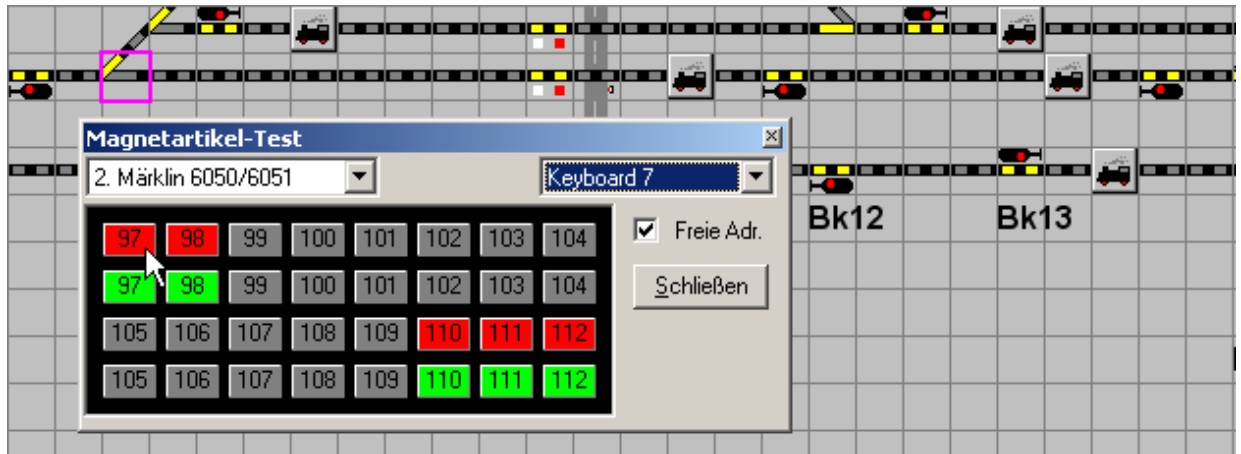 Magnetartikel-Test
2. Märklin 6050/6051 Keyboard 7
97 98 99 100 101 102 103 104
Freie Adr.
97 98 99 100 101 102 103 104
Schließen
105 106 107 108 109 110 111 112
105 106 107 108 109 110 111 112
Bk12 Bk13